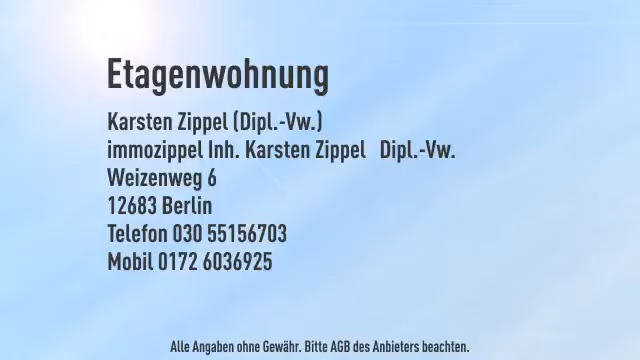 Etagenwohnung
Karsten Zippel (Dipl.-Vw.)
immozippel Inh. Karsten Zippel Dipl.-Vw.
Weizenweg 6
12683 Berlin
Telefon 030 55156703
Mobil 0172 6036925
Alle Angaben ohne Gewähr. Bitte AGB des Anbieters beachten.